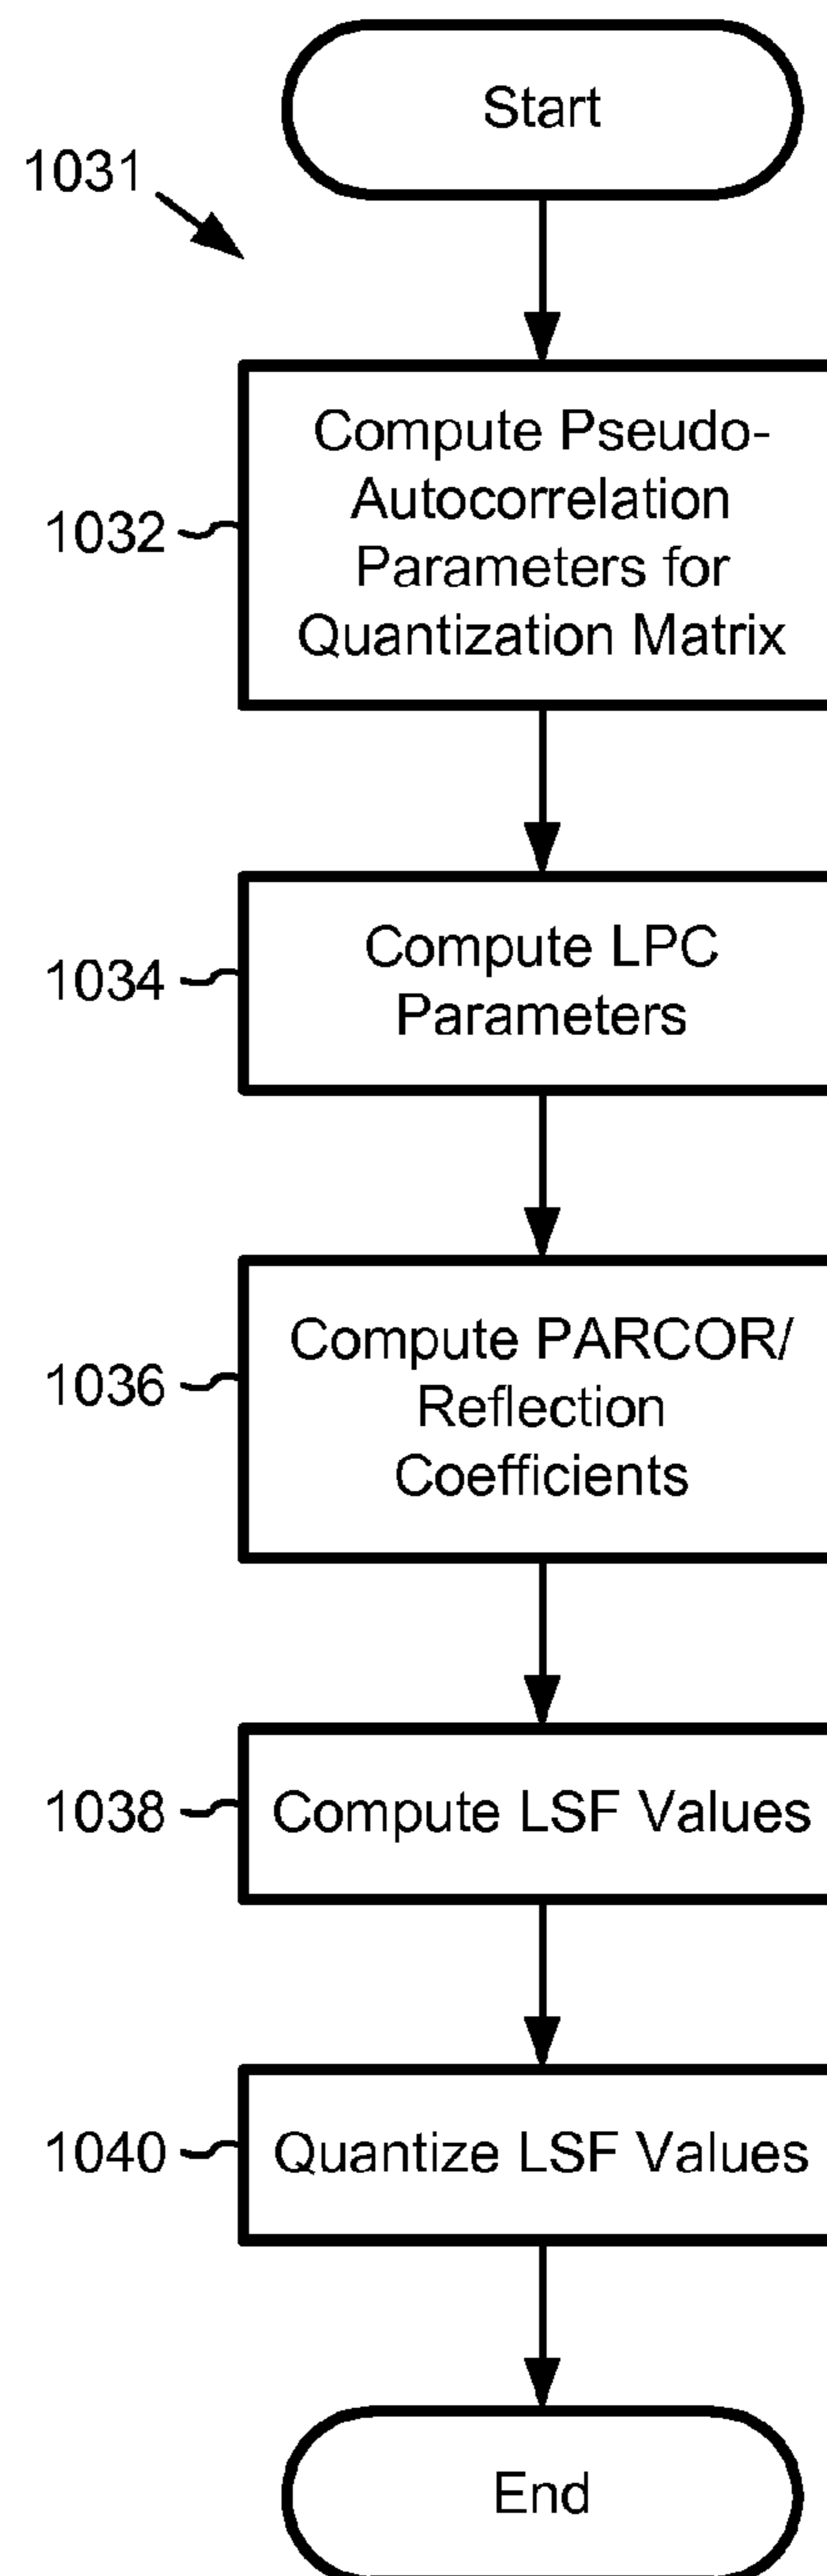 Start
1031
1032
Compute Pseudo-
Autocorrelation
Parameters for
Quantization Matrix
1034
Compute LPC
Parameters
1036
Compute PARCOR/
Reflection
Coefficients
1038
Compute LSF Values
1040
Quantize LSF Values
End